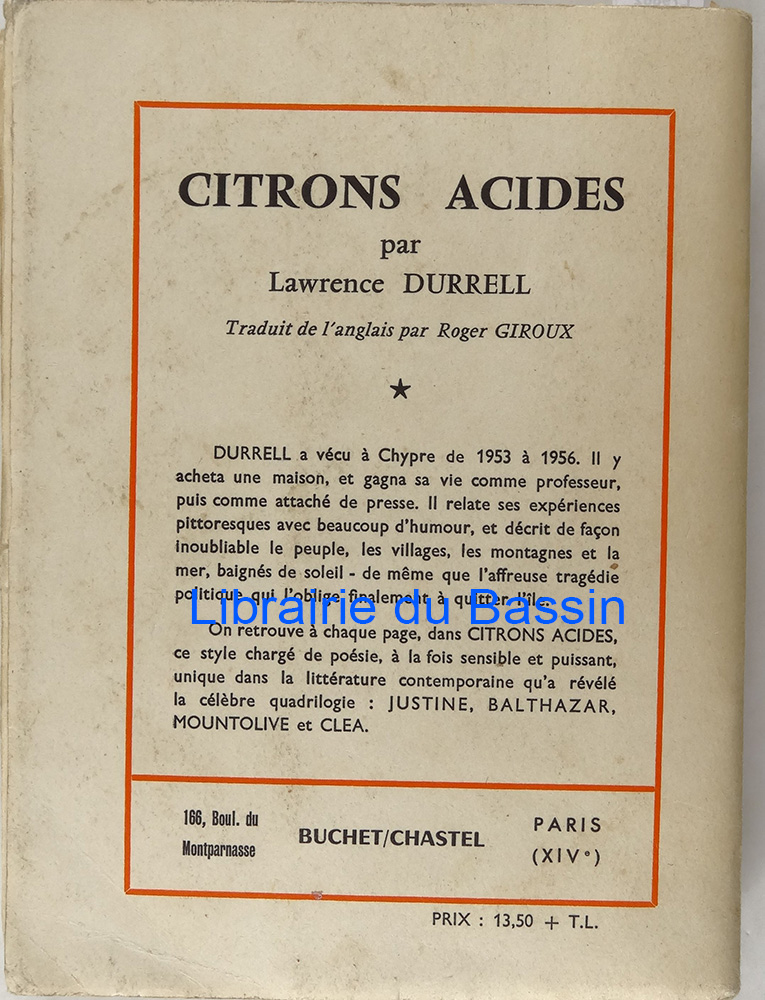 CITRONS ACIDES
par
Lawrence DURRELL
Traduit de l'anglais par Roger GIROUX
DURRELL a vécu à Chypre de 1953 à 1956. Il y
acheta une maison, et gagna sa vie comme professeur,
puis comme attaché de presse. Il relate ses expériences
pittoresques avec beaucoup d'humour, et décrit de façon
inoubliable le peuple, les villages, les montagnes et la
mer, baignés de soleil - de même que l'affreuse tragédie
politique qui l'oblige finalement à quitter l'île.
Librairie du Bassin
On retrouve à chaque page, dans CITRONS ACIDES,
ce style chargé de poésie, à la fois sensible et puissant,
unique dans la littérature contemporaine qu'a révélé
la célèbre quadrilogie : JUSTINE, BALTHAZAR,
MOUNTOLIVE et CLEA.
166, Boul. du
Montparnasse
BUCHET/CHASTEL
PARIS
(XIVe)
PRIX : 13,50 + T.L.